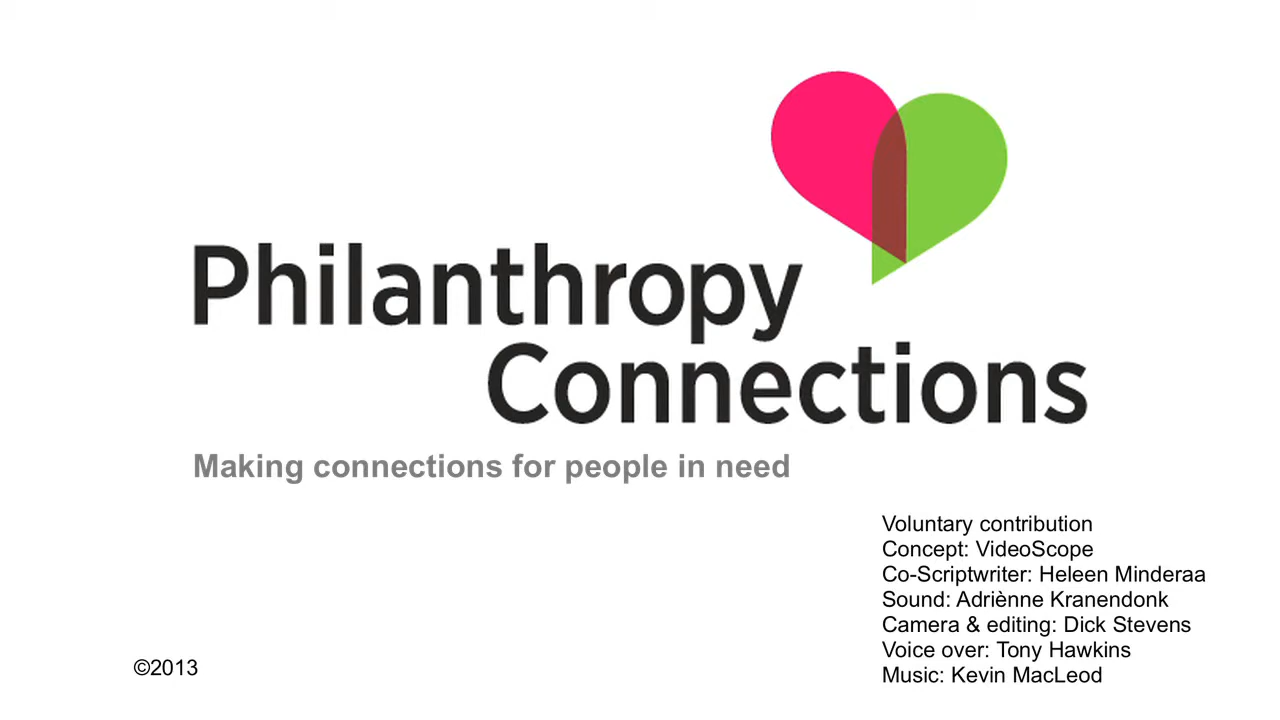 Philanthropy
Connections
Making connections for people in need
Voluntary contribution
Concept: VideoScope
Co-Scriptwriter: Heleen Minderaa
Sound: Adriènne Kranendonk
Camera & editing: Dick Stevens
Voice over: Tony Hawkins
Music: Kevin MacLeod
©2013